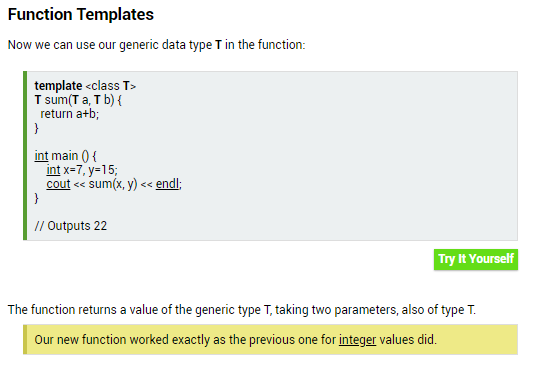 Function Templates
Now we can use our generic data type T in the function:
template <class T>
T sum(T a, T b) {
return a+b;
}
int main () {
int x=7, y=15;
cout << sum(x, y) << endl;
}
// Outputs 22
Try It Yourself
The function returns a value of the generic type T, taking two parameters, also of type T.
Our new function worked exactly as the previous one for integer values did.